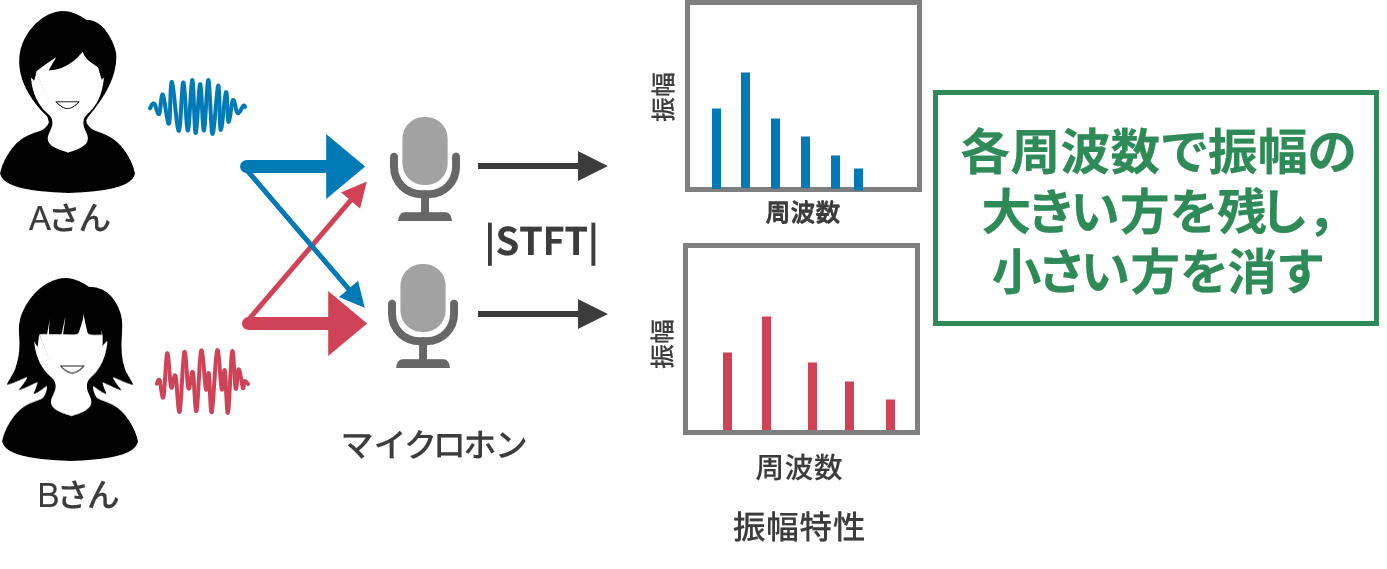 Aさん
Bさん
マイクロホン
|STFT|
振幅
周波数
振幅
周波数
振幅特性
各周波数で振幅の
大きい方を残し,
小さい方を消す